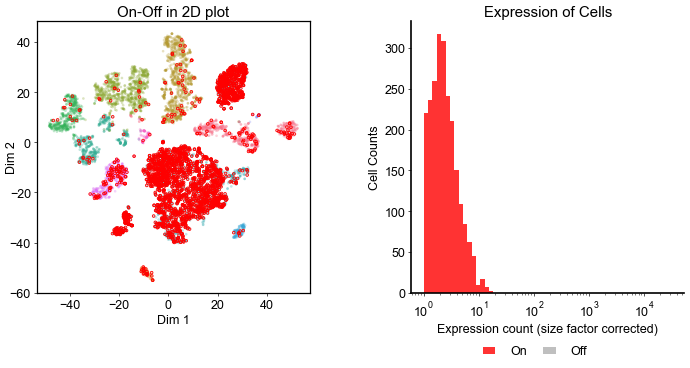 On-Off in 2D plot
40
20
0
−20
−40
−60
Dim 2
−40 −20 0 20 40
Dim 1
Expression of Cells
300
250
200
150
100
50
0
Cell Counts
10^0 10^1 10^2 10^3 10^4
Expression count (size factor corrected)
On Off